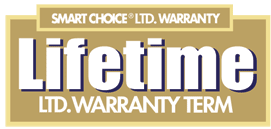 SMART CHOICE® LTD. WARRANTY
Lifetime
LTD. WARRANTY TERM